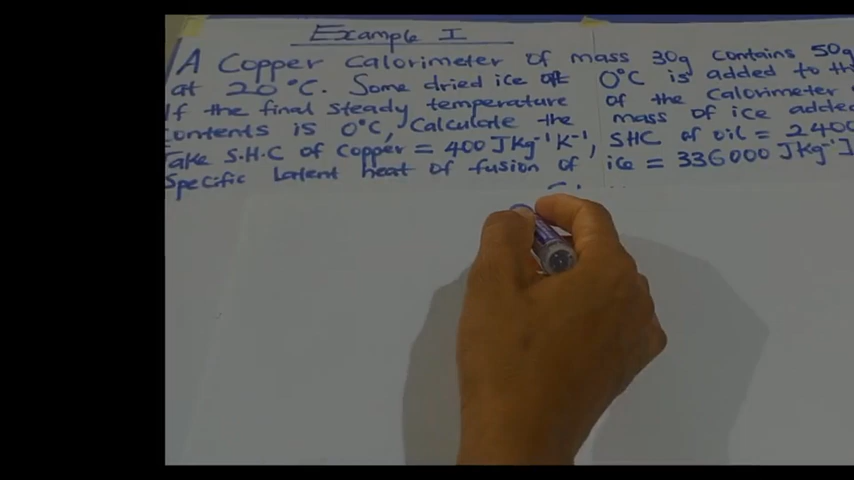 Example I
A Copper Calorimeter of mass 30g contains 50g
at 20°C. Some dried ice at 0°C is added to th
If the final steady temperature of the Calorimeter
contents is 0°C, Calculate the mass of ice added
Take S.H.C of Copper = 400 JKg⁻¹K⁻¹, SHC of oil = 2400
Specific Latent heat of fusion of ice = 336000 JKg⁻¹